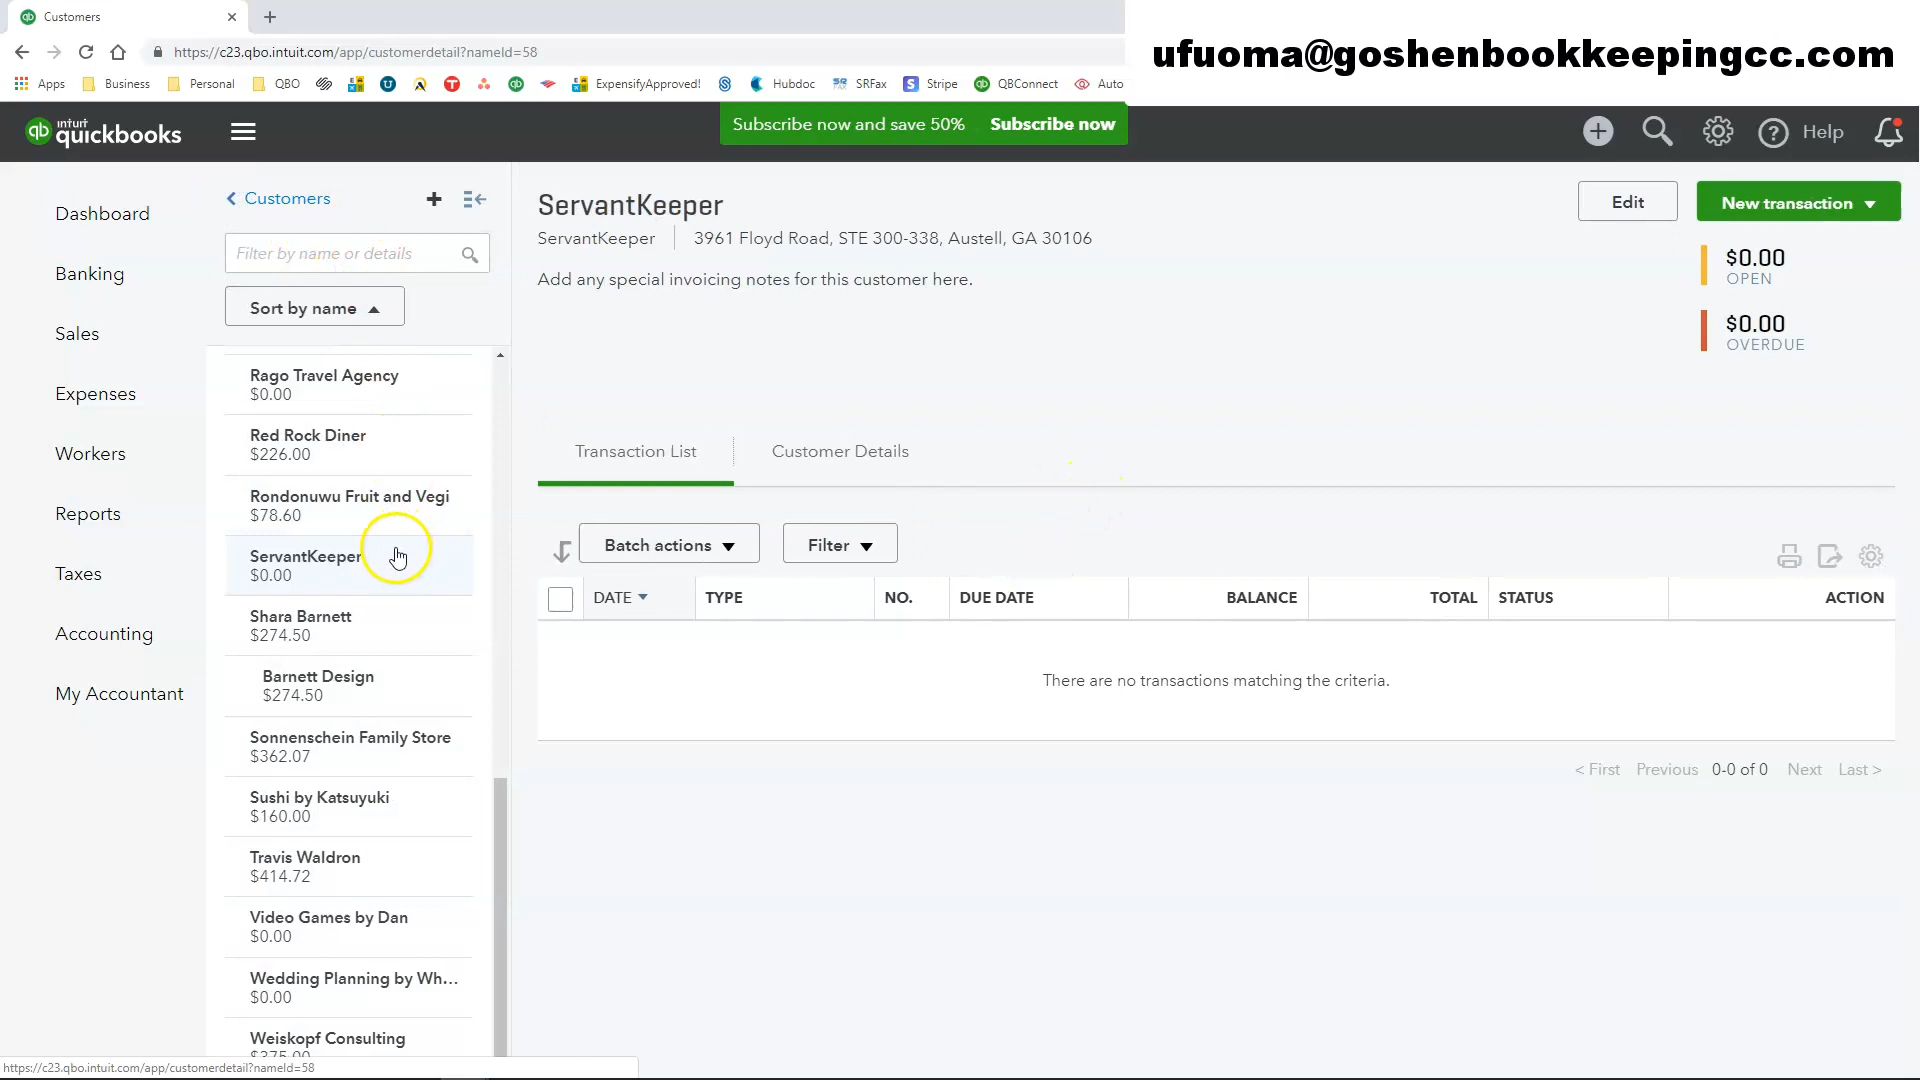 Customers
ufuoma@goshenbookkeepingcc.com
https://c23.qbo.intuit.com/app/customerdetail?nameId=58
Apps Business Personal QBO ExpensifyApproved! Hubdoc SRFax Stripe QBConnect Auto
intuit quickbooks
Subscribe now and save 50% Subscribe now
Help
Dashboard
Banking
Sales
Expenses
Workers
Reports
Taxes
Accounting
My Accountant
Customers
Filter by name or details
Sort by name
Rago Travel Agency
$0.00
Red Rock Diner
$226.00
Rondonuwu Fruit and Vegi
$78.60
ServantKeeper
$0.00
Shara Barnett
$274.50
Barnett Design
$274.50
Sonnenschein Family Store
$362.07
Sushi by Katsuyuki
$160.00
Travis Waldron
$414.72
Video Games by Dan
$0.00
Wedding Planning by Wh...
$0.00
Weiskopf Consulting
$375.00
ServantKeeper
ServantKeeper 3961 Floyd Road, STE 300-338, Austell, GA 30106
Add any special invoicing notes for this customer here.
Edit
New transaction
$0.00
OPEN
$0.00
OVERDUE
Transaction List Customer Details
Batch actions Filter
DATE TYPE NO. DUE DATE BALANCE TOTAL STATUS ACTION
There are no transactions matching the criteria.
< First Previous 0-0 of 0 Next Last >
https://c23.qbo.intuit.com/app/customerdetail?nameId=58